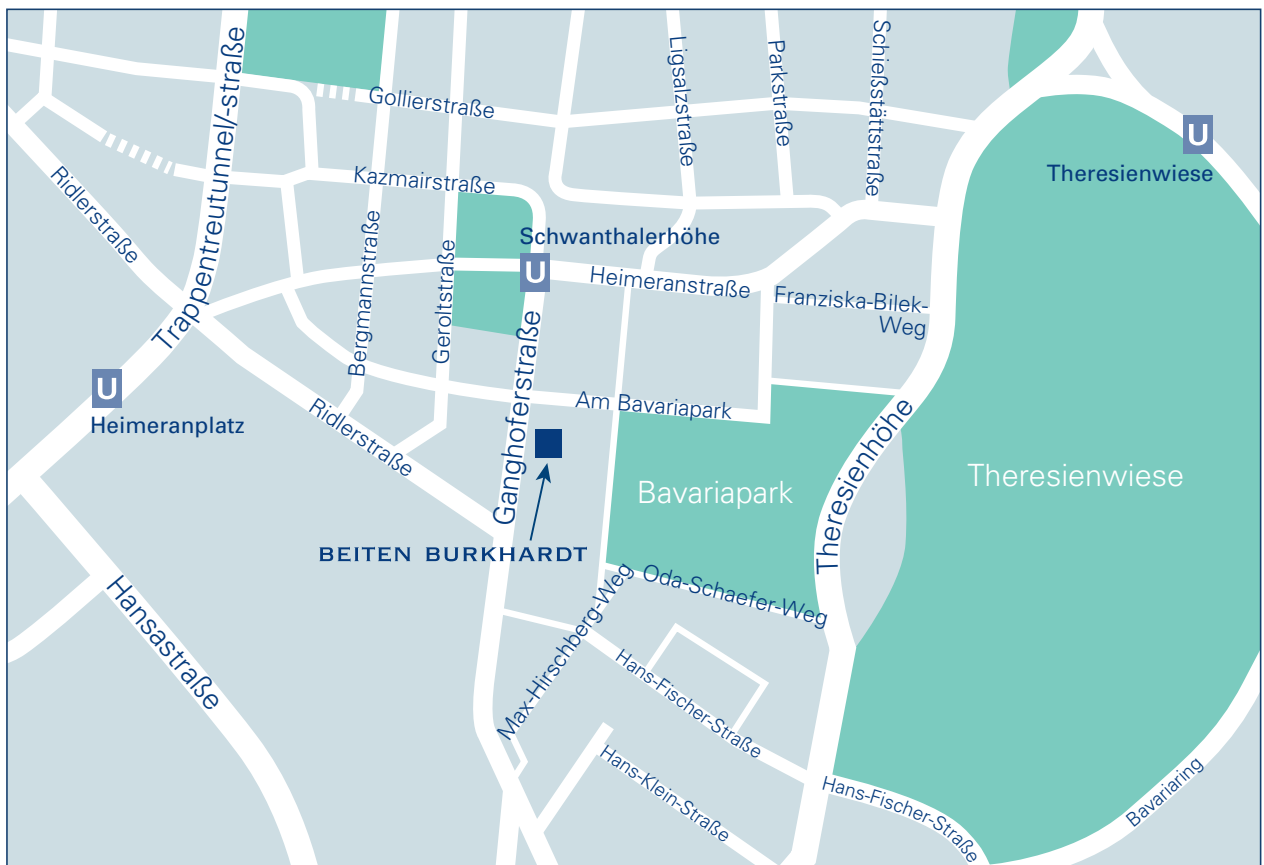 Trappentreutunnel/-straße
Gollierstraße
Ligsalzstraße
Parkstraße
Schießstättstraße
U
Theresienwiese
Ridlerstraße
Kazmairstraße
Bergmannstraße
Geroltstraße
Schwanthalerhöhe
U
Heimeranstraße
Franziska-Bilek-
Weg
U
Heimeranplatz
Ridlerstraße
Ganghoferstraße
Am Bavariapark
Bavariapark
Theresienhöhe
Theresienwiese
BEITEN BURKHARDT
Oda-Schaefer-Weg
Max-Hirschberg-Weg
Hansastraße
Hans-Fischer-Straße
Hans-Klein-Straße
Hans-Fischer-Straße
Bavariaring